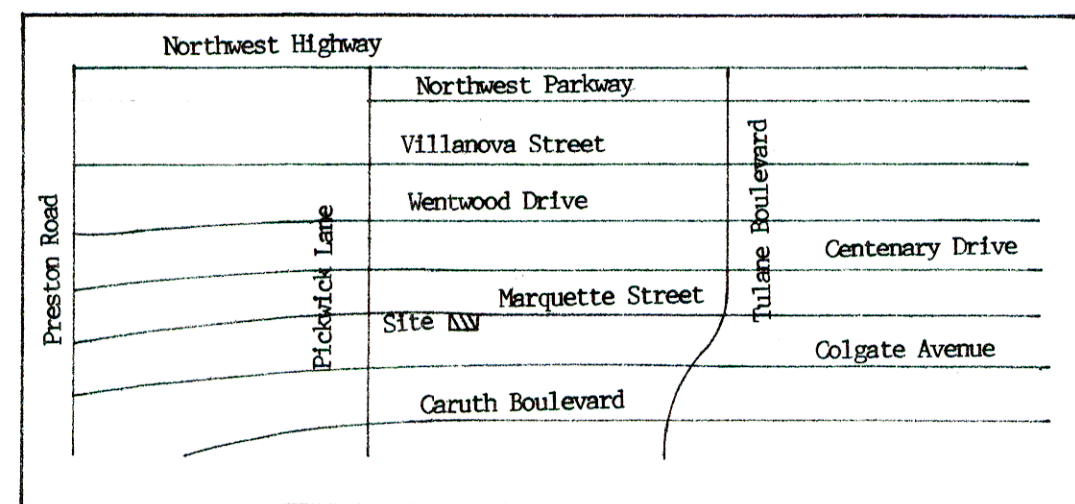 Northwest Highway
Northwest Parkway
Villanova Street
Wentwood Drive
Preston Road
Pickwick Lane
Tulane Boulevard
Centenary Drive
Marquette Street
Site
Colgate Avenue
Caruth Boulevard